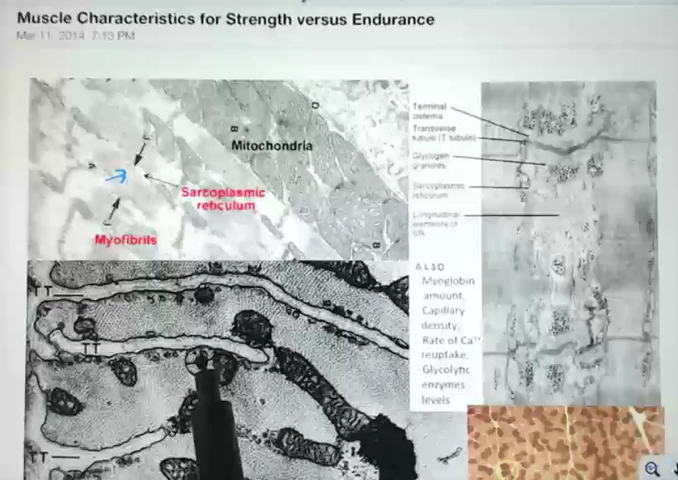 Muscle Characteristics for Strength versus Endurance
Mar 11, 2014, 7:13 PM
D
B
Mitochondria
Sarcoplasmic
reticulum
Myofibrils
B
Terminal
cisterna
Transverse
tubule (T tubule)
Glycogen
granules
Sarcoplasmic
reticulum
Longitudinal
elements of
SR
TT
TT
TT
ALSO
Myoglobin
amount,
Capillary
density,
Rate of Ca++
reuptake,
Glycolytic
enzymes
levels